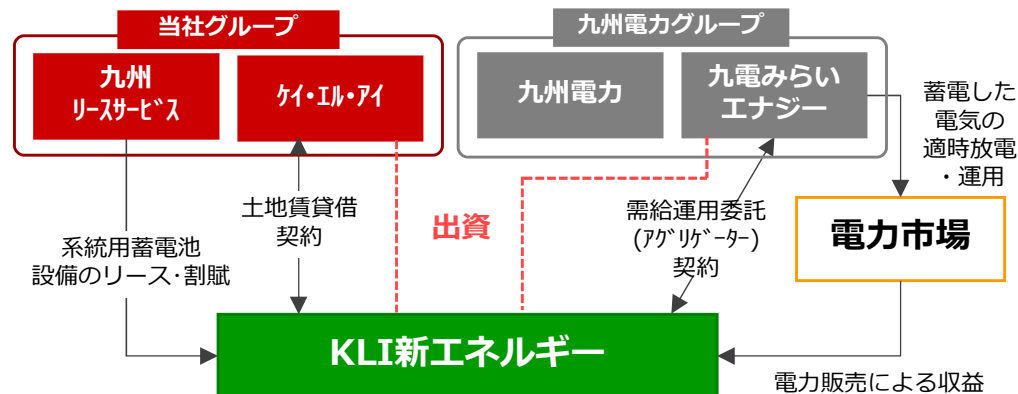 当社グループ
九州電力グループ
九州
ﾘｰｽｻｰﾋﾞｽ
ｹｲ・ｴﾙ・ｱｲ
九州電力
九電みらい
エナジー
蓄電した
電気の
適時放電
・運用
土地賃貸借
契約
出資
需給運用委託
(ｱｸﾞﾘｹﾞｰﾀｰ)
契約
電力市場
系統用蓄電池
設備のリース･割賦
KLI新エネルギー
電力販売による収益